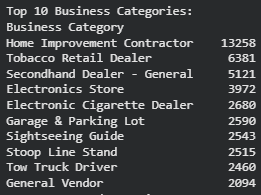 Top 10 Business Categories:
Business Category
Home Improvement Contractor 13258
Tobacco Retail Dealer 6381
Secondhand Dealer - General 5121
Electronics Store 3972
Electronic Cigarette Dealer 2680
Garage & Parking Lot 2590
Sightseeing Guide 2543
Stoop Line Stand 2515
Tow Truck Driver 2460
General Vendor 2094